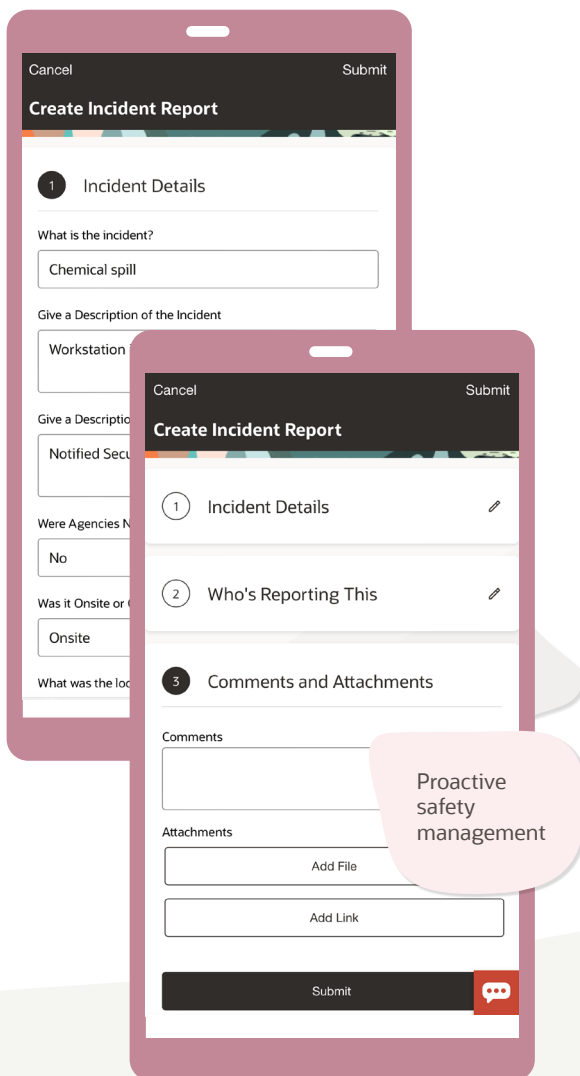 Cancel Submit
Create Incident Report
1 Incident Details
What is the incident?
Chemical spill
Give a Description of the Incident
Workstation
Give a
Notified
Were Agencies
No
Was it Onsite or
Onsite
What was the
Cancel Submit
Create Incident Report
1 Incident Details
2 Who's Reporting This
3 Comments and Attachments
Comments
Attachments
Add File
Add Link
Submit
Proactive
safety
management